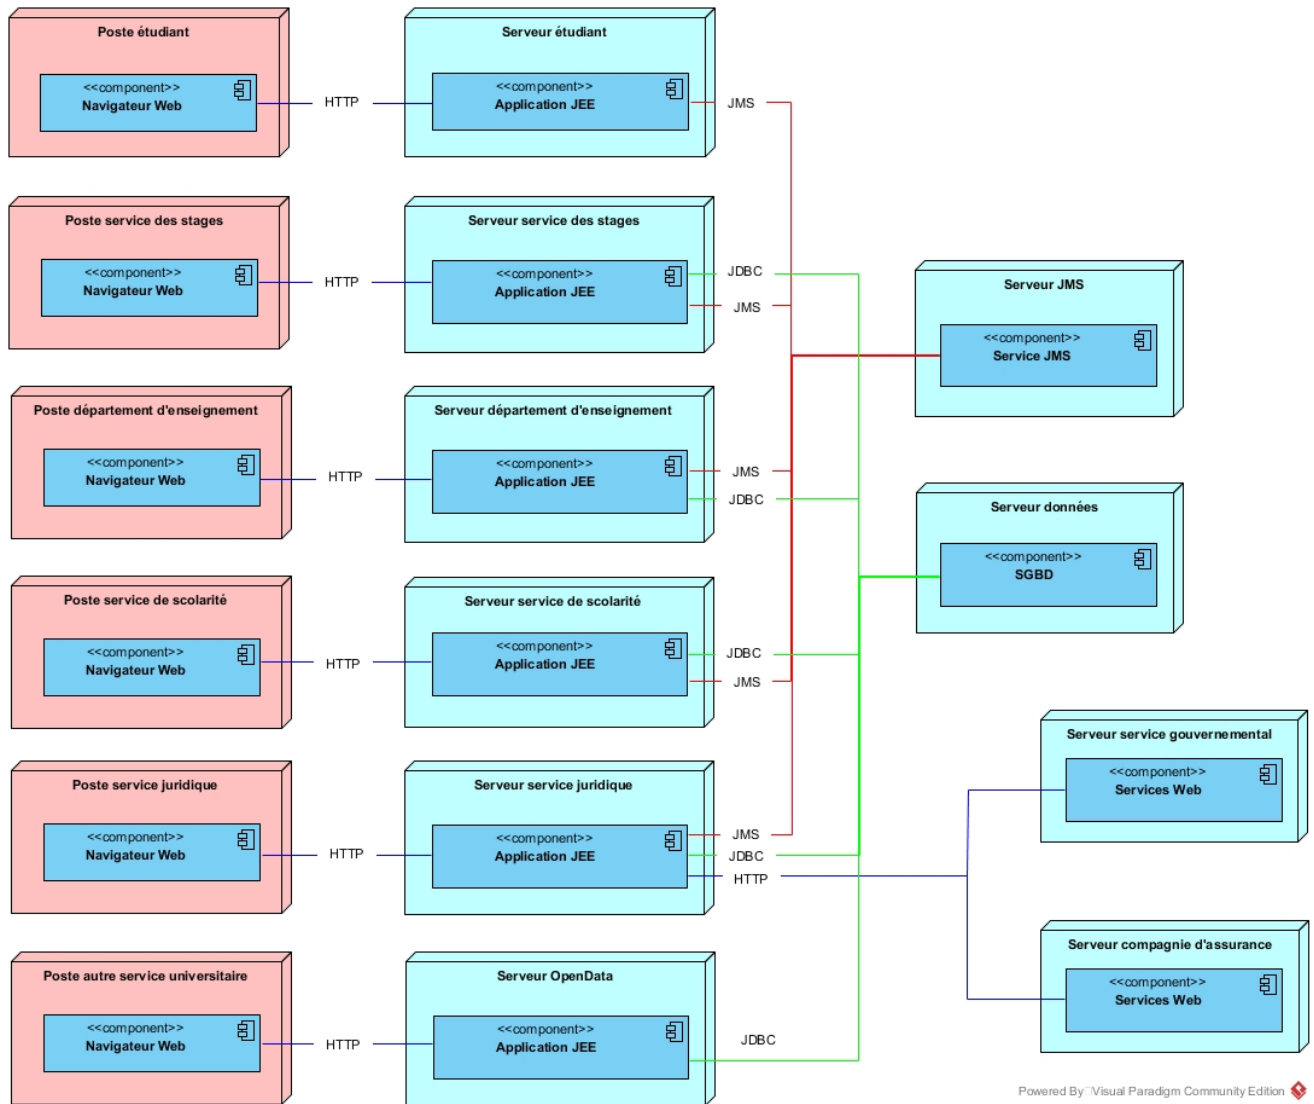 Poste étudiant
<<component>>
Navigateur Web
HTTP
Serveur étudiant
<<component>>
Application JEE
JMS
Poste service des stages
<<component>>
Navigateur Web
HTTP
Serveur service des stages
<<component>>
Application JEE
JDBC
JMS
Serveur JMS
<<component>>
Service JMS
Poste département d'enseignement
<<component>>
Navigateur Web
HTTP
Serveur département d'enseignement
<<component>>
Application JEE
JMS
JDBC
Serveur données
<<component>>
SGBD
Poste service de scolarité
<<component>>
Navigateur Web
HTTP
Serveur service de scolarité
<<component>>
Application JEE
JDBC
JMS
Poste service juridique
<<component>>
Navigateur Web
HTTP
Serveur service juridique
<<component>>
Application JEE
JMS
JDBC
HTTP
Serveur service gouvernemental
<<component>>
Services Web
Serveur compagnie d'assurance
<<component>>
Services Web
Poste autre service universitaire
<<component>>
Navigateur Web
HTTP
Serveur OpenData
<<component>>
Application JEE
JDBC
Powered By Visual Paradigm Community Edition